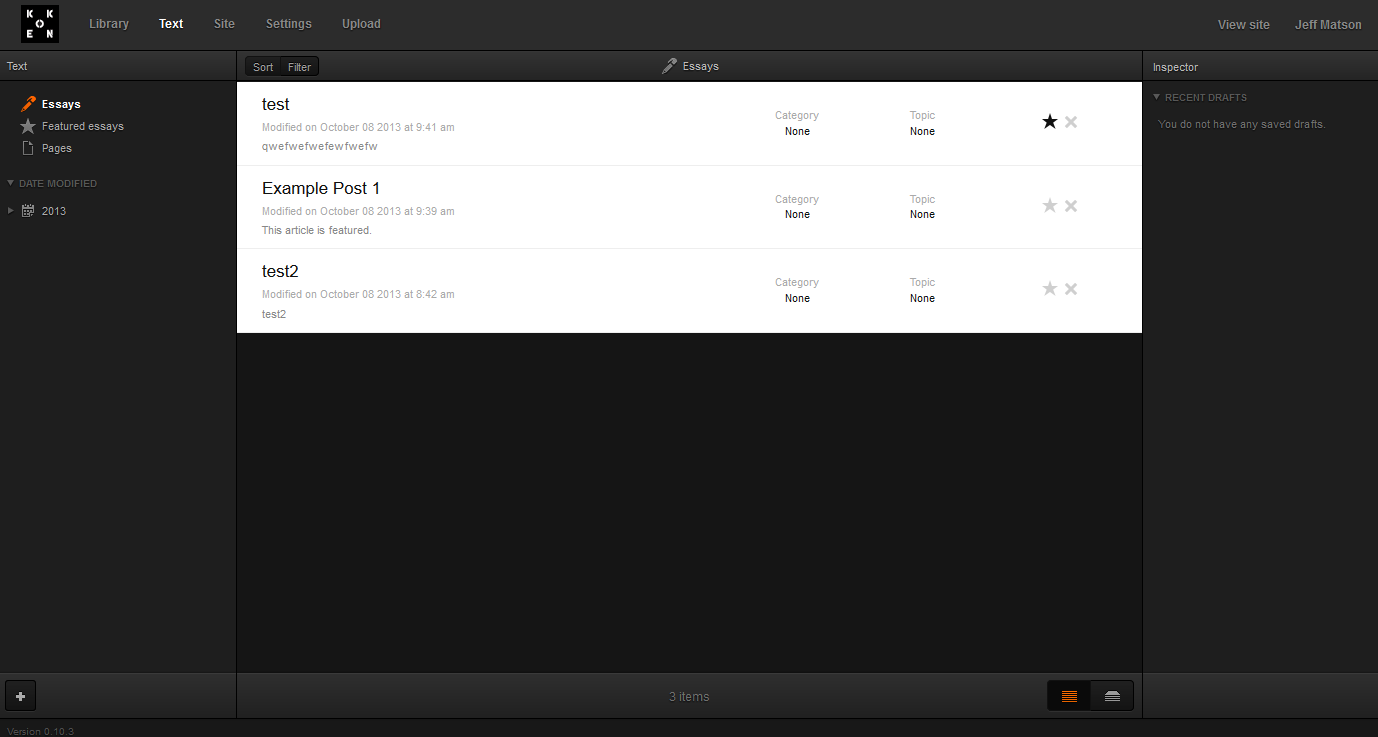 K K
O
E N
Library Text Site Settings Upload
View site Jeff Matson
Text
Sort Filter
Essays
Inspector
Essays
Featured essays
Pages
DATE MODIFIED
2013
test
Modified on October 08 2013 at 9:41 am
qwefwefwefewfwefw
Category
None
Topic
None
Example Post 1
Modified on October 08 2013 at 9:39 am
This article is featured.
Category
None
Topic
None
test2
Modified on October 08 2013 at 8:42 am
test2
Category
None
Topic
None
RECENT DRAFTS
You do not have any saved drafts.
3 items
Version 0.10.3